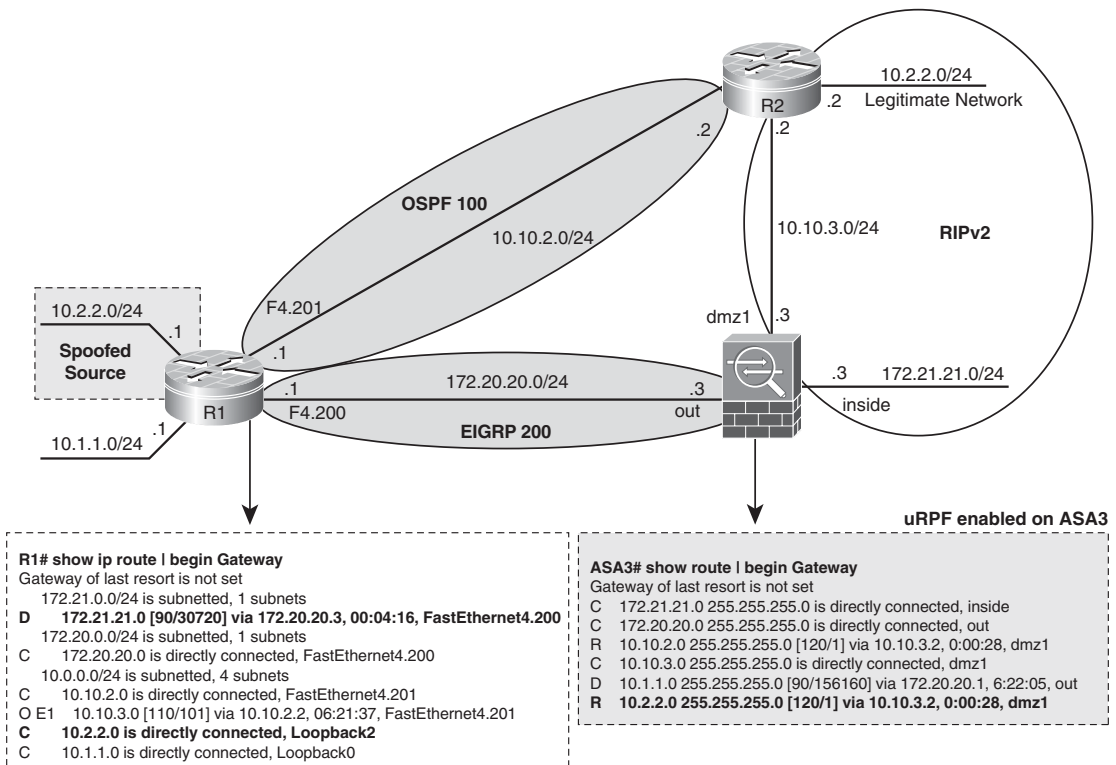 10.2.2.0/24
R2
.2
Legitimate Network
.2
.2
OSPF 100
10.10.2.0/24
10.10.3.0/24
RIPv2
10.2.2.0/24
.1
Spoofed
Source
F4.201
.1
dmz1
.3
R1
.1
172.20.20.0/24
.3
.3
172.21.21.0/24
F4.200
out
inside
10.1.1.0/24
.1
EIGRP 200
uRPF enabled on ASA3
R1# show ip route | begin Gateway
Gateway of last resort is not set
172.21.0.0/24 is subnetted, 1 subnets
D 172.21.21.0 [90/30720] via 172.20.20.3, 00:04:16, FastEthernet4.200
172.20.0.0/24 is subnetted, 1 subnets
C 172.20.20.0 is directly connected, FastEthernet4.200
10.0.0.0/24 is subnetted, 4 subnets
C 10.10.2.0 is directly connected, FastEthernet4.201
O E1 10.10.3.0 [110/101] via 10.10.2.2, 06:21:37, FastEthernet4.201
C 10.2.2.0 is directly connected, Loopback2
C 10.1.1.0 is directly connected, Loopback0
ASA3# show route | begin Gateway
Gateway of last resort is not set
C 172.21.21.0 255.255.255.0 is directly connected, inside
C 172.20.20.0 255.255.255.0 is directly connected, out
R 10.10.2.0 255.255.255.0 [120/1] via 10.10.3.2, 0:00:28, dmz1
C 10.10.3.0 255.255.255.0 is directly connected, dmz1
D 10.1.1.0 255.255.255.0 [90/156160] via 172.20.20.1, 6:22:05, out
R 10.2.2.0 255.255.255.0 [120/1] via 10.10.3.2, 0:00:28, dmz1